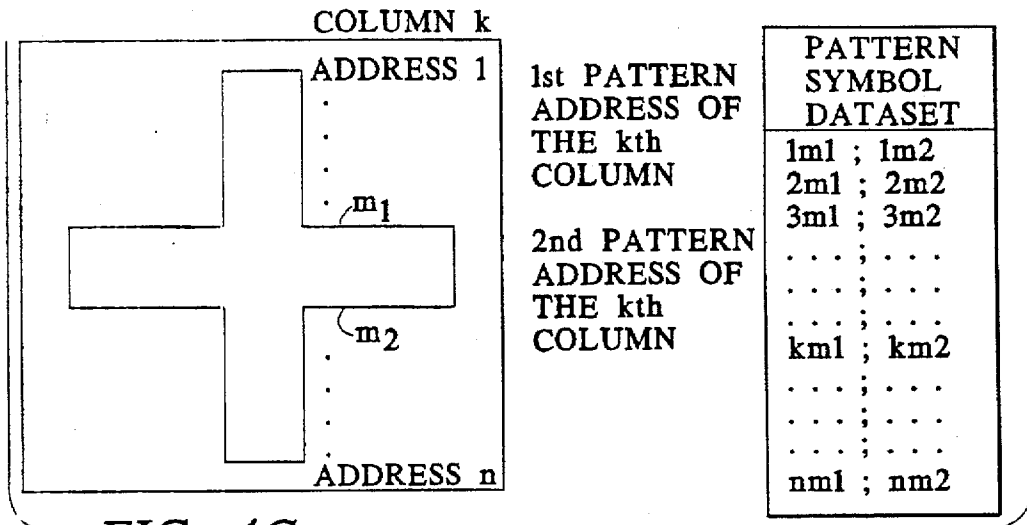 COLUMN k
ADDRESS 1
m1
m2
ADDRESS n
1st PATTERN
ADDRESS OF
THE kth
COLUMN
2nd PATTERN
ADDRESS OF
THE kth
COLUMN
PATTERN
SYMBOL
DATASET
1m1 ; 1m2
2m1 ; 2m2
3m1 ; 3m2
. . . ; . . .
. . . ; . . .
. . . ; . . .
km1 ; km2
. . . ; . . .
. . . ; . . .
. . . ; . . .
nm1 ; nm2